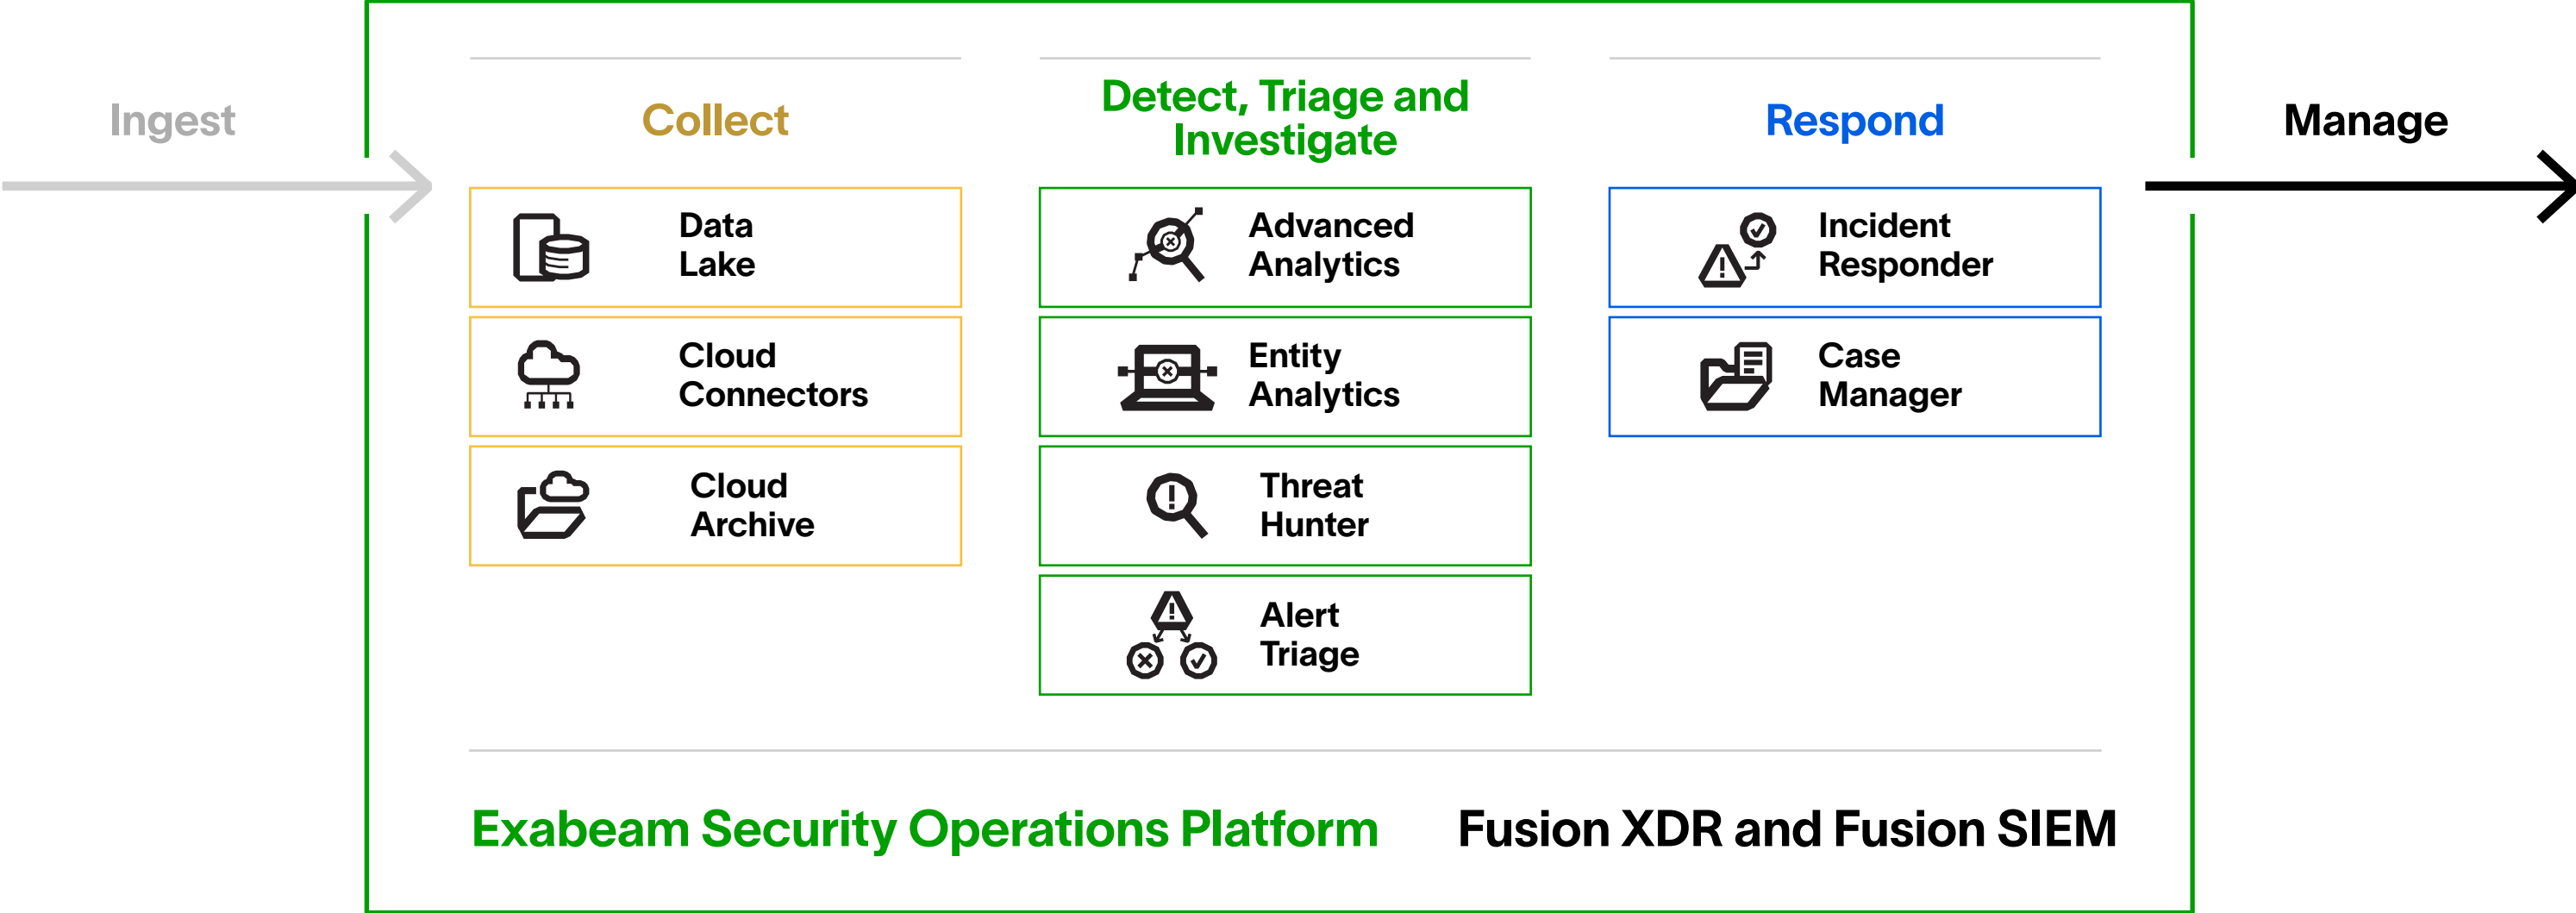 Ingest
Collect
Detect, Triage and
Investigate
Respond
Manage
Data
Lake
Cloud
Connectors
Cloud
Archive
Advanced
Analytics
Entity
Analytics
Threat
Hunter
Alert
Triage
Incident
Responder
Case
Manager
Exabeam Security Operations Platform
Fusion XDR and Fusion SIEM